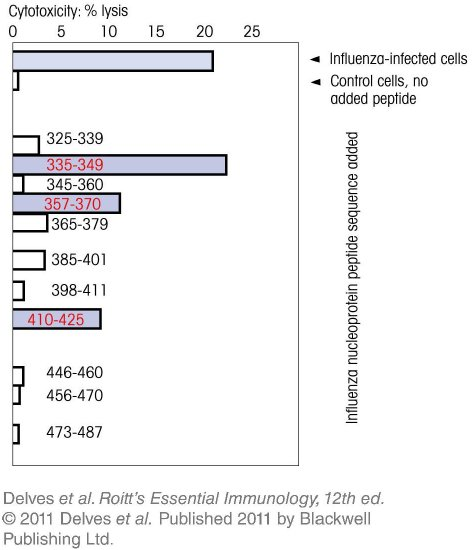 Cytotoxicity: % lysis
0 5 10 15 20 25
Influenza-infected cells
Control cells, no
added peptide
325-339
335-349
345-360
357-370
365-379
385-401
398-411
410-425
446-460
456-470
473-487
Influenza nucleoprotein peptide sequence added
Delves et al. Roitt's Essential Immunology, 12th ed.
© 2011 Delves et al. Published 2011 by Blackwell
Publishing Ltd.